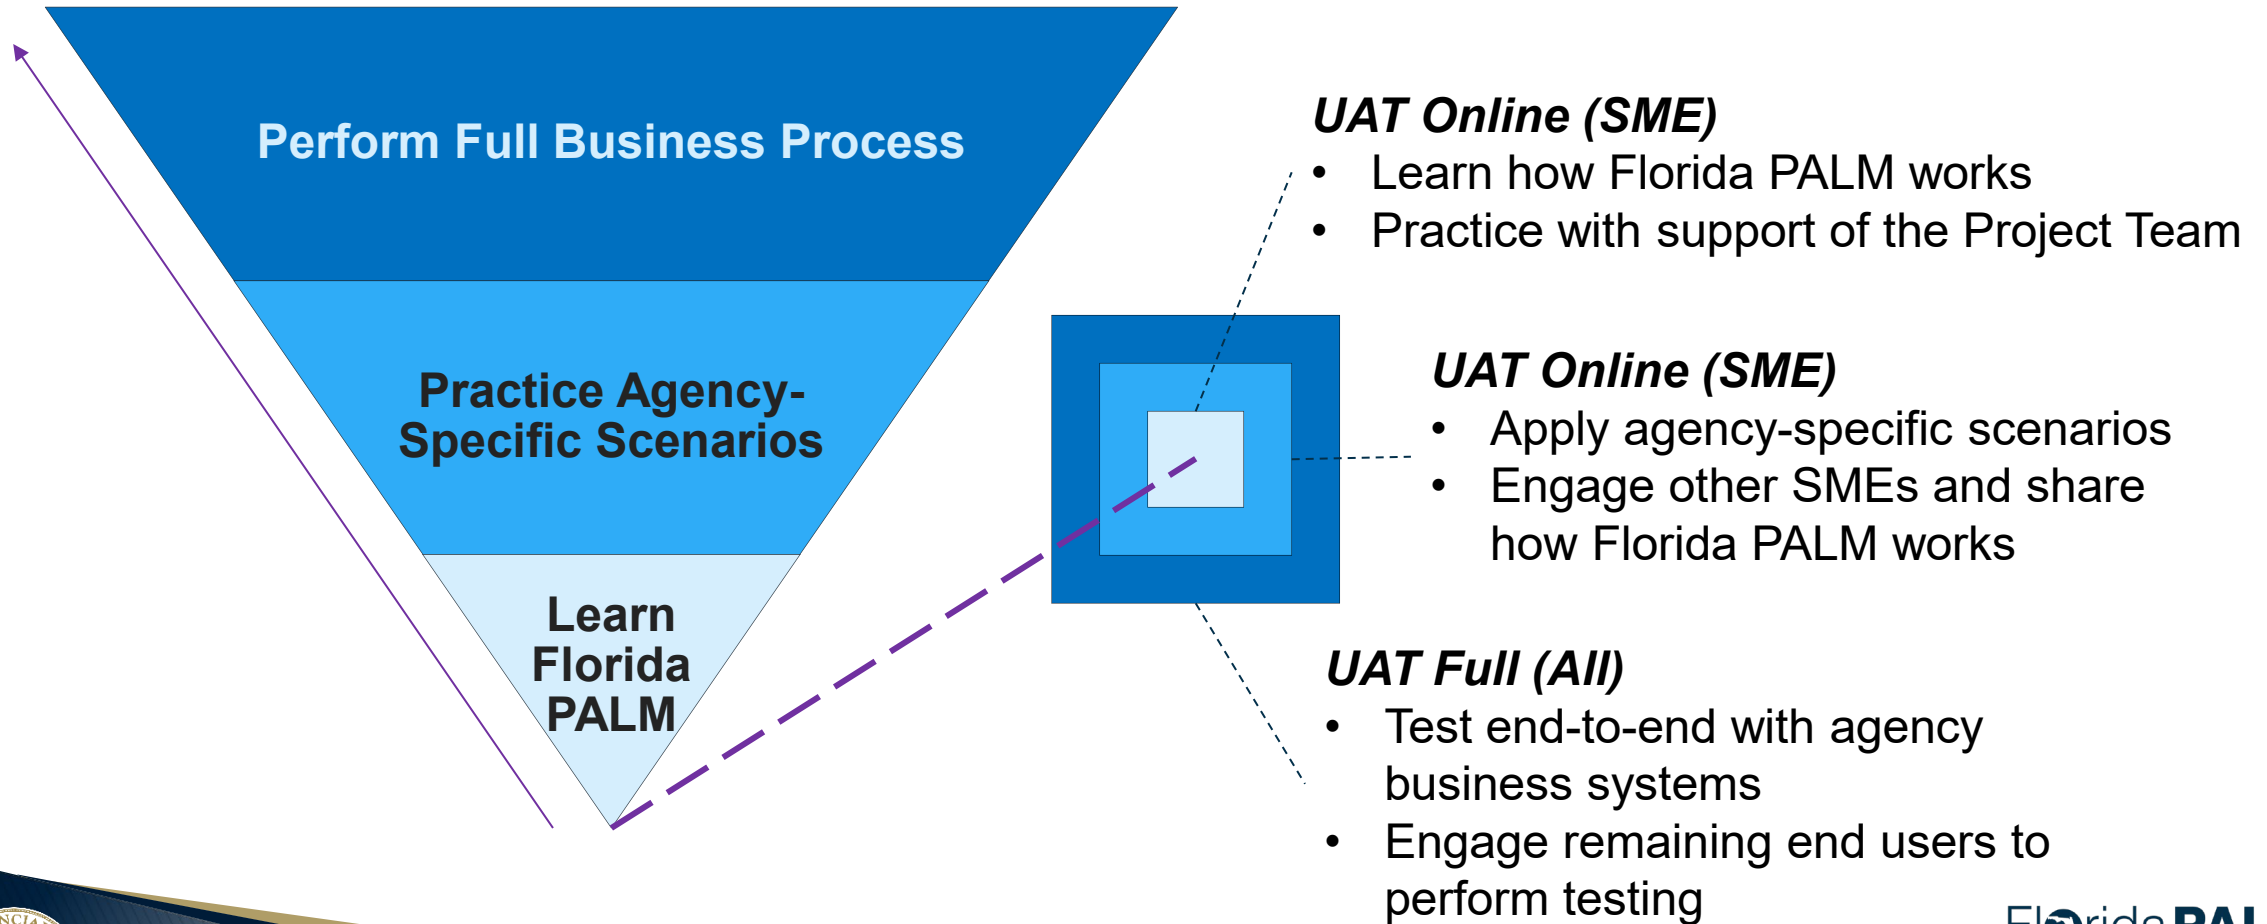 Perform Full Business Process
Practice Agency-
Specific Scenarios
Learn
Florida
PALM
UAT Online (SME)
• Learn how Florida PALM works
• Practice with support of the Project Team
UAT Online (SME)
• Apply agency-specific scenarios
• Engage other SMEs and share
how Florida PALM works
UAT Full (All)
• Test end-to-end with agency
business systems
• Engage remaining end users to
perform testing